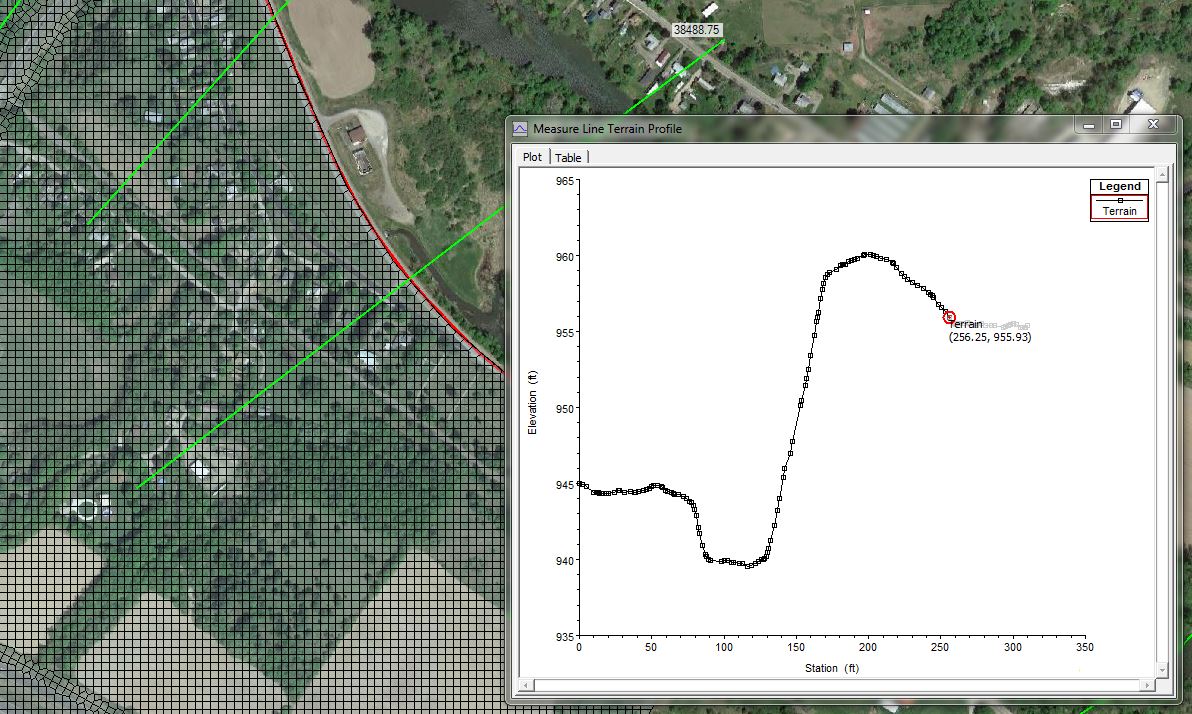 38488.75
Measure Line Terrain Profile
Plot Table
Legend
Terrain
965
960
955
950
945
940
935
Elevation (ft)
Terrain
(256.25, 955.93)
0 50 100 150 200 250 300 350
Station (ft)